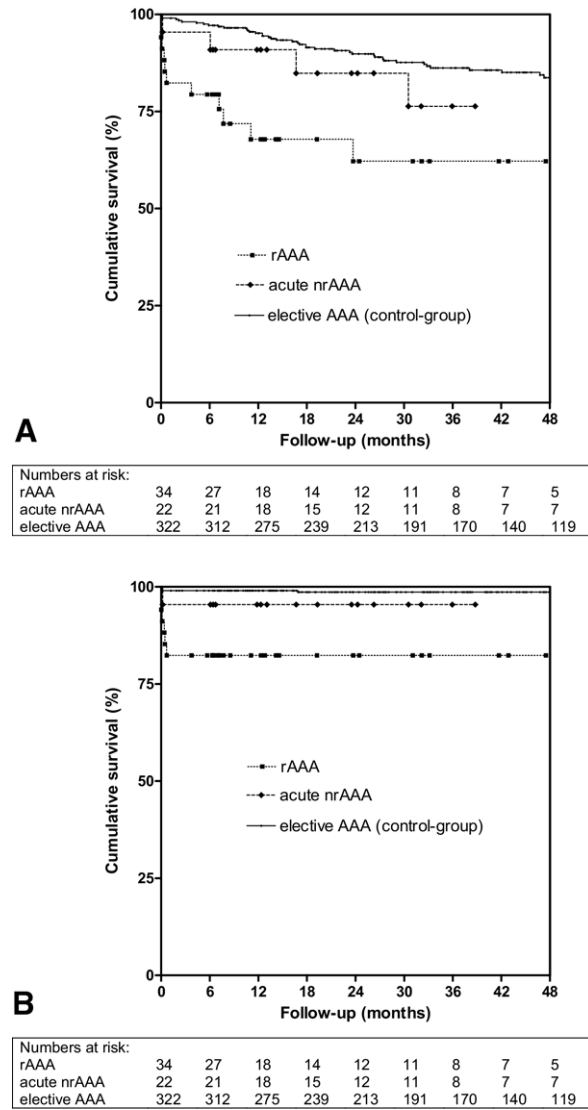 100
75
50
25
0
Cumulative survival (%)
rAAA
acute nrAAA
elective AAA (control-group)
0 6 12 18 24 30 36 42 48
Follow-up (months)
A
Numbers at risk:
rAAA 34 27 18 14 12 11 8 7 5
acute nrAAA 22 21 18 15 12 11 8 7 7
elective AAA 322 312 275 239 213 191 170 140 119
100
75
50
25
0
Cumulative survival (%)
rAAA
acute nrAAA
elective AAA (control-group)
0 6 12 18 24 30 36 42 48
Follow-up (months)
B
Numbers at risk:
rAAA 34 27 18 14 12 11 8 7 5
acute nrAAA 22 21 18 15 12 11 8 7 7
elective AAA 322 312 275 239 213 191 170 140 119